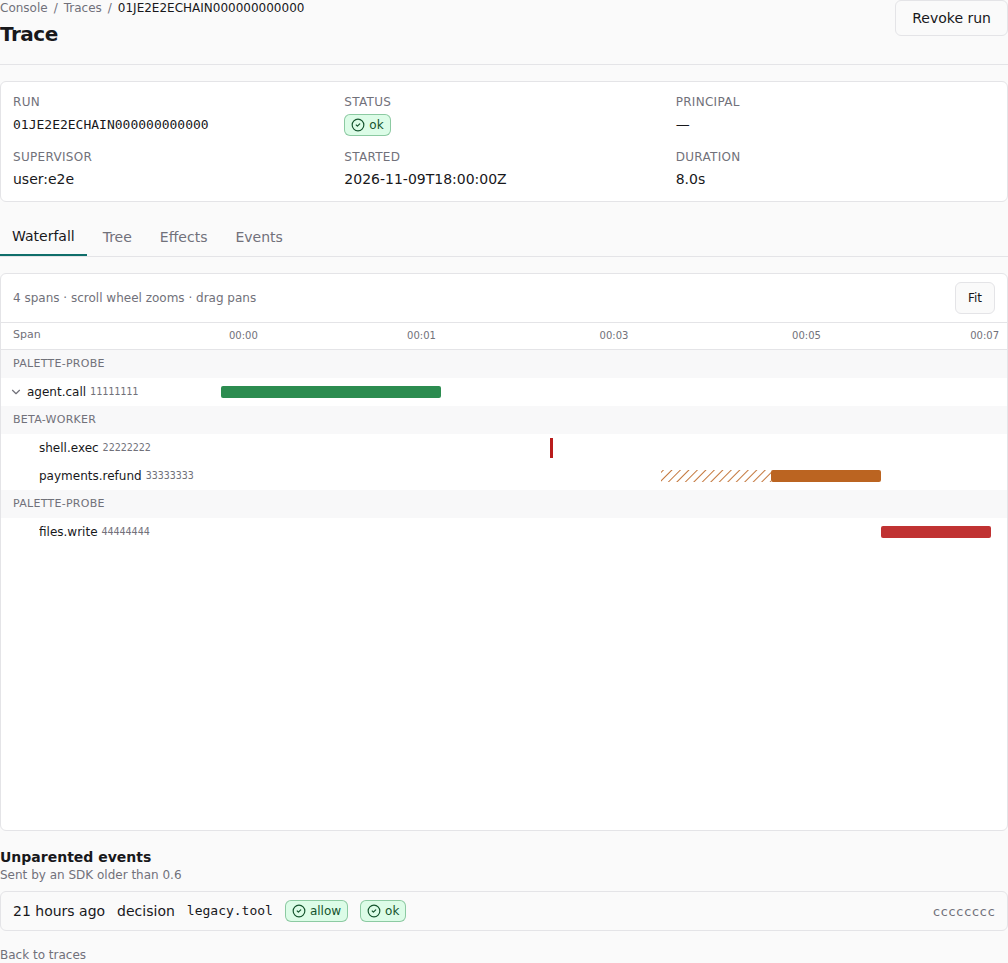 Console / Traces / 01JE2E2ECHAIN000000000000
Revoke run
Trace
RUN
STATUS
PRINCIPAL
01JE2E2ECHAIN000000000000
ok
—
SUPERVISOR
STARTED
DURATION
user:e2e
2026-11-09T18:00:00Z
8.0s
Waterfall Tree Effects Events
4 spans · scroll wheel zooms · drag pans
Fit
Span 00:00 00:01 00:03 00:05 00:07
PALETTE-PROBE
agent.call 11111111
BETA-WORKER
shell.exec 22222222
payments.refund 33333333
PALETTE-PROBE
files.write 44444444
Unparented events
Sent by an SDK older than 0.6
21 hours ago decision legacy.tool allow ok cccccccc
Back to traces